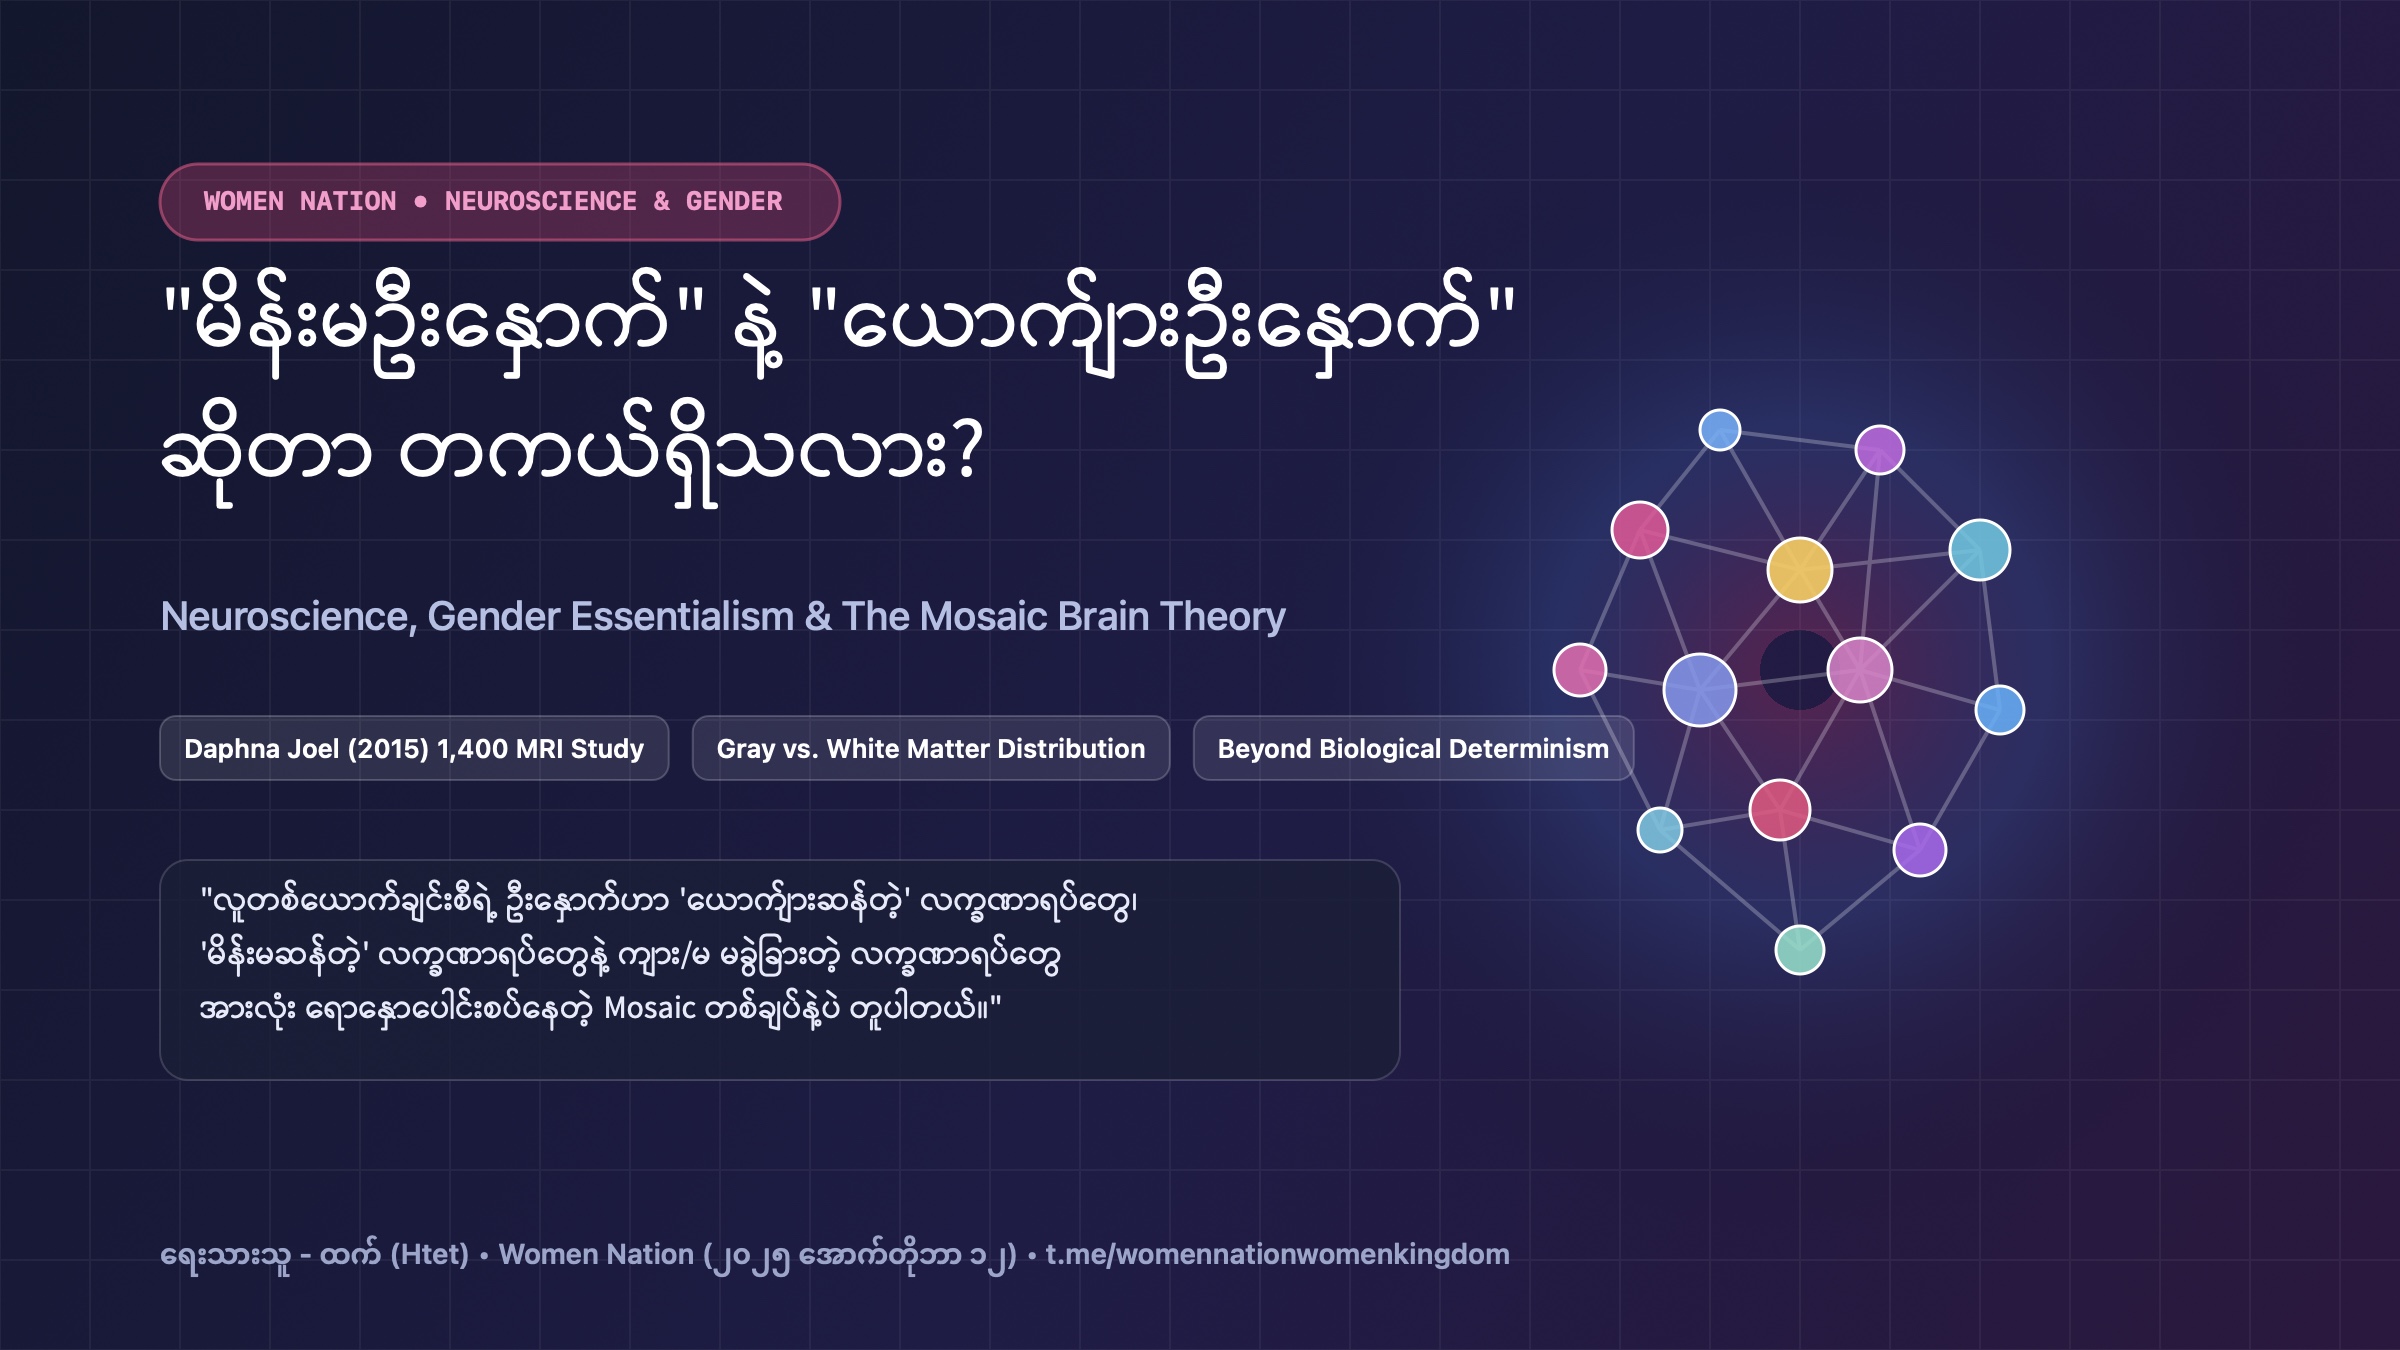 WOMEN NATION • NEUROSCIENCE & GENDER
"မိန်းမဦးနှောက်" နဲ့ "ယောကျ်ားဦးနှောက်"
ဆိုတာ တကယ်ရှိသလား?
Neuroscience, Gender Essentialism & The Mosaic Brain Theory
Daphna Joel (2015) 1,400 MRI Study
Gray vs. White Matter Distribution
Beyond Biological Determinism
"လူတစ်ယောက်ချင်းစီရဲ့ ဦးနှောက်ဟာ 'ယောကျ်ားဆန်တဲ့' လက္ခဏာရပ်တွေ၊
'မိန်းမဆန်တဲ့' လက္ခဏာရပ်တွေနဲ့ ကျား/မ မခွဲခြားတဲ့ လက္ခဏာရပ်တွေ
အားလုံး ရောနှောပေါင်းစပ်နေတဲ့ Mosaic တစ်ချပ်နဲ့ပဲ တူပါတယ်။"
ရေးသားသူ - ထက် (Htet) • Women Nation (၂၀၂၅ အောက်တိုဘာ ၁၂) • t.me/womennationwomenkingdom